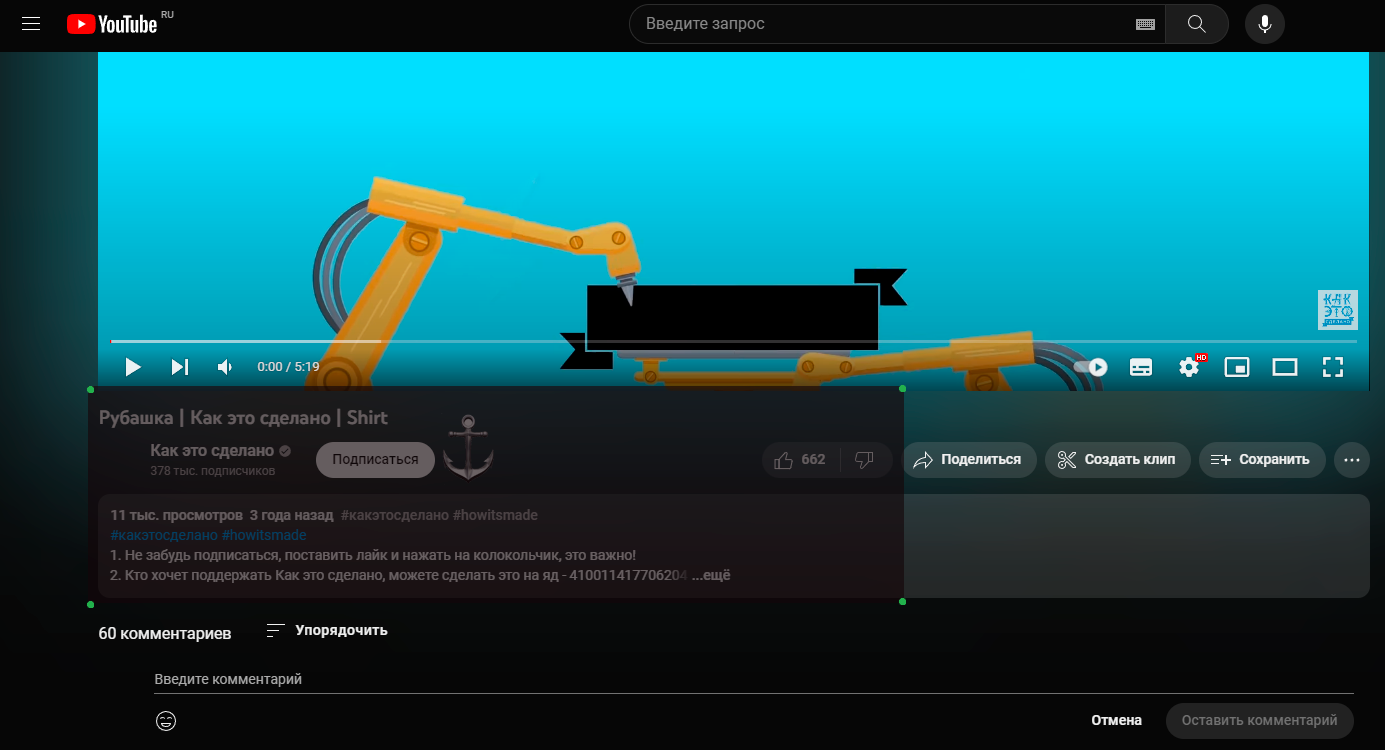 YouTube RU
Введите запрос
КАК
ЭТО
СДЕЛАНО
0:00 / 5:19
HD
Рубашка | Как это сделано | Shirt
Как это сделано
378 тыс. подписчиков
Подписаться
662
Поделиться
Создать клип
Сохранить
11 тыс. просмотров 3 года назад #какэтосделано #howitsmade
#какэтосделано #howitsmade
1. Не забудь подписаться, поставить лайк и нажать на колокольчик, это важно!
2. Кто хочет поддержать Как это сделано, можете сделать это на яд - 410011417706204 ...ещё
60 комментариев
Упорядочить
Введите комментарий
Отмена
Оставить комментарий